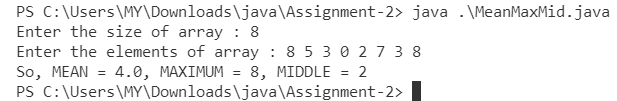 PS C:\Users\MY\Downloads\java\Assignment-2> java .\MeanMaxMid.java
Enter the size of array : 8
Enter the elements of array : 8 5 3 0 2 7 3 8
So, MEAN = 4.0, MAXIMUM = 8, MIDDLE = 2
PS C:\Users\MY\Downloads\java\Assignment-2>